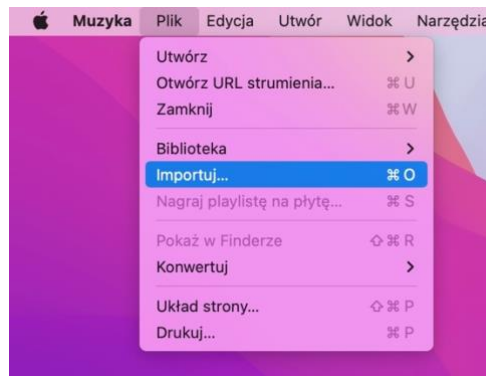 Muzyka Plik Edycja Utwór Widok Narzędzia
Utwórz >
Otwórz URL strumienia... ⌘ U
Zamknij ⌘ W
Biblioteka >
Importuj... ⌘ O
Nagraj playlistę na płytę... ⌘ S
Pokaż w Finderze ⇧ ⌘ R
Konwertuj >
Układ strony... ⇧ ⌘ P
Drukuj... ⌘ P